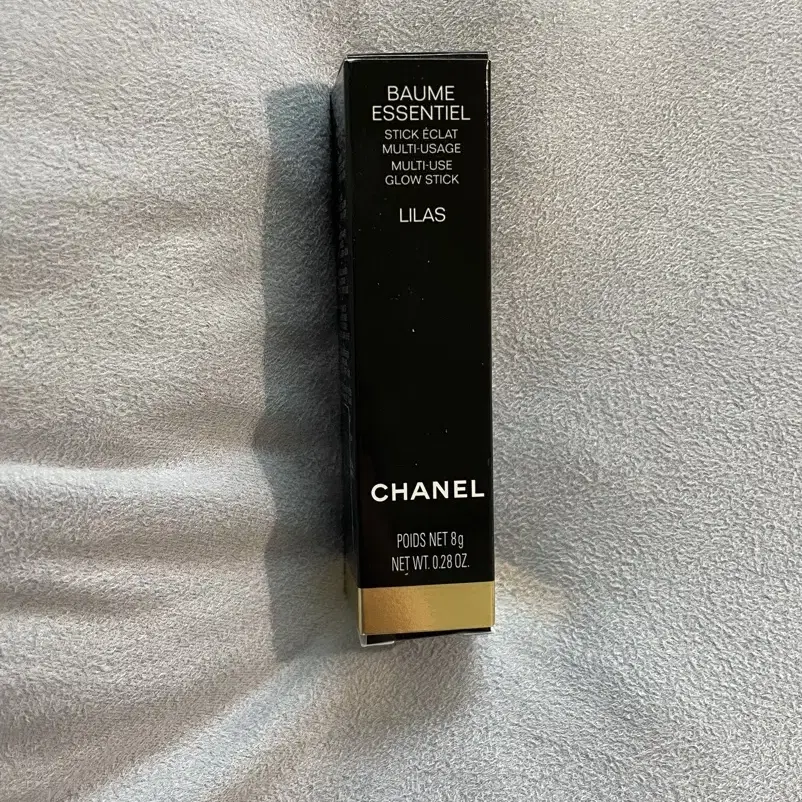 BAUME
ESSENTIEL
STICK ÉCLAT
MULTI-USAGE
MULTI-USE
GLOW STICK
LILAS
CHANEL
POIDS NET 8g
NET WT. 0.28 OZ.